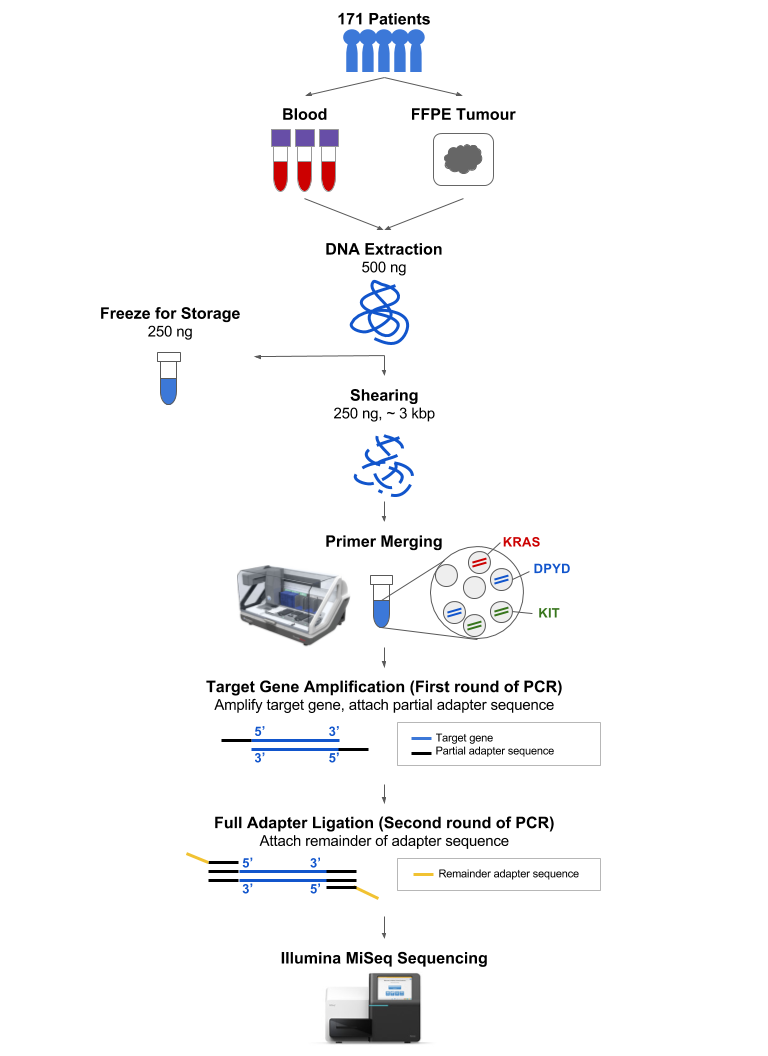 171 Patients
Blood
FFPE Tumour
DNA Extraction
500 ng
Freeze for Storage
250 ng
Shearing
250 ng, ~ 3 kbp
Primer Merging
KRAS
DPYD
KIT
Target Gene Amplification (First round of PCR)
Amplify target gene, attach partial adapter sequence
5’ 3’
3’ 5’
Target gene
Partial adapter sequence
Full Adapter Ligation (Second round of PCR)
Attach remainder of adapter sequence
5’ 3’
3’ 5’
Remainder adapter sequence
Illumina MiSeq Sequencing